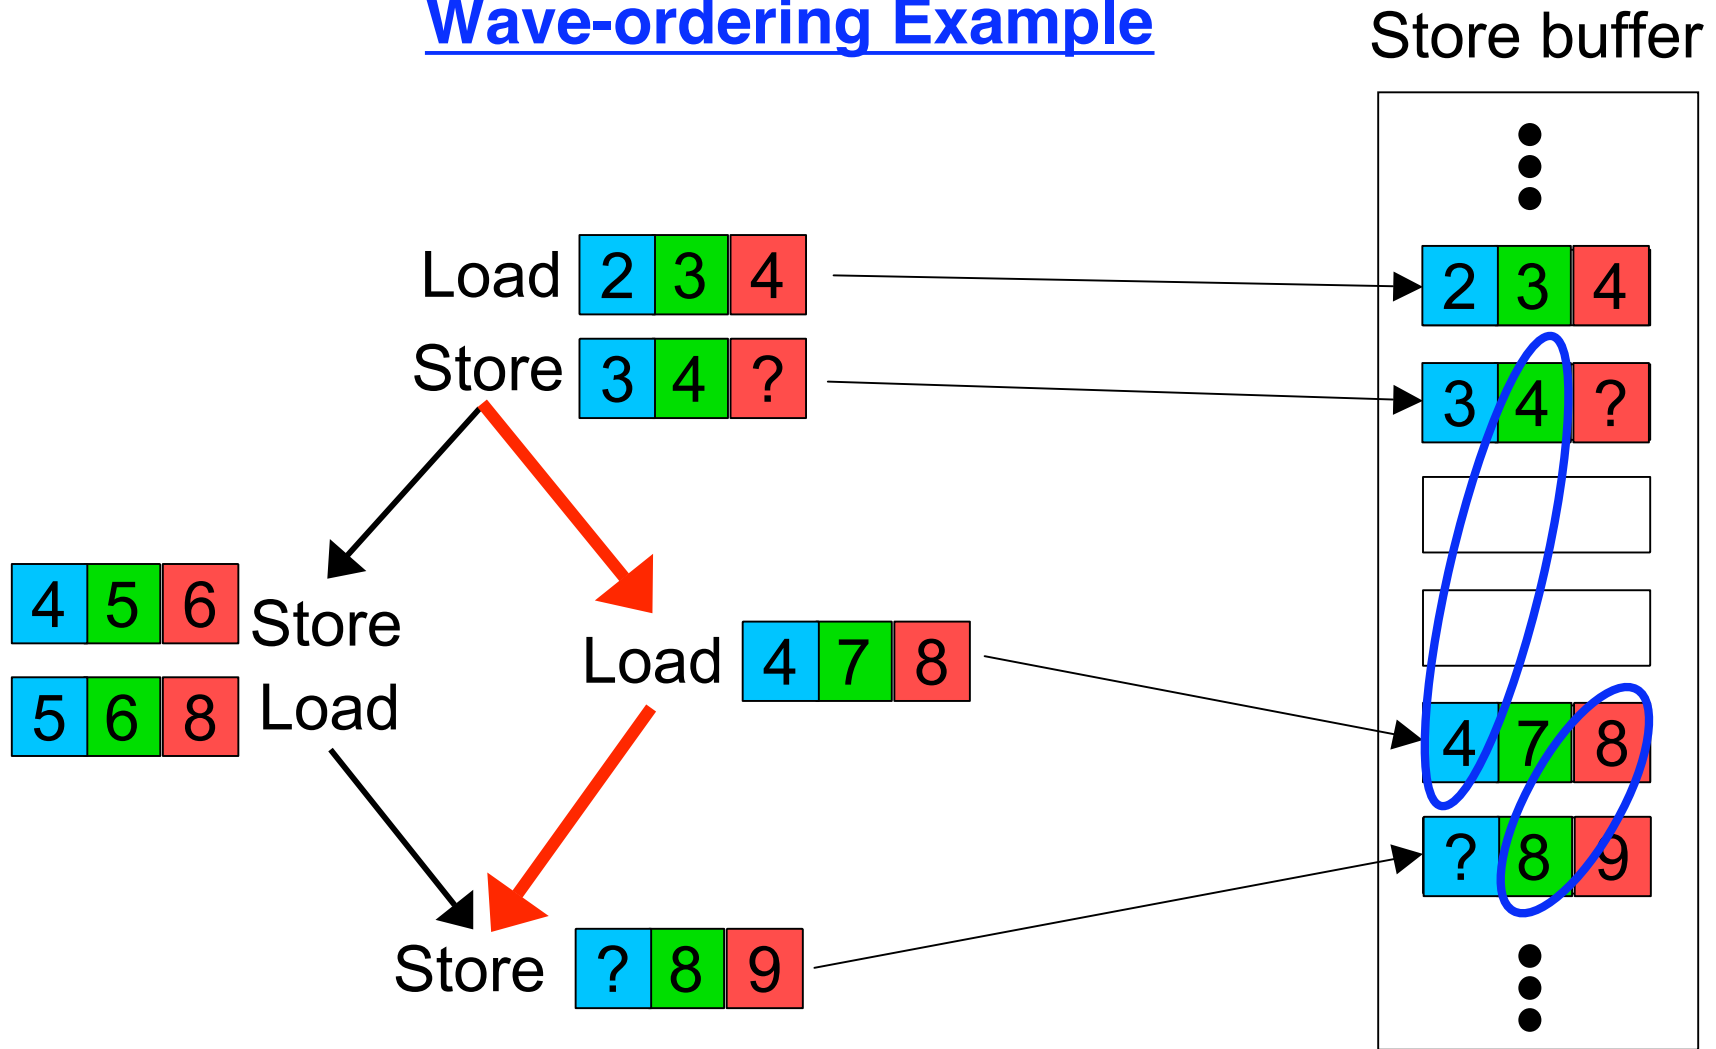 Wave-ordering Example
Store buffer
Load 2 3 4
Store 3 4 ?
4 5 6 Store
5 6 8 Load
Load 4 7 8
Store ? 8 9
2 3 4
3 4 ?
4 7 8
? 8 9